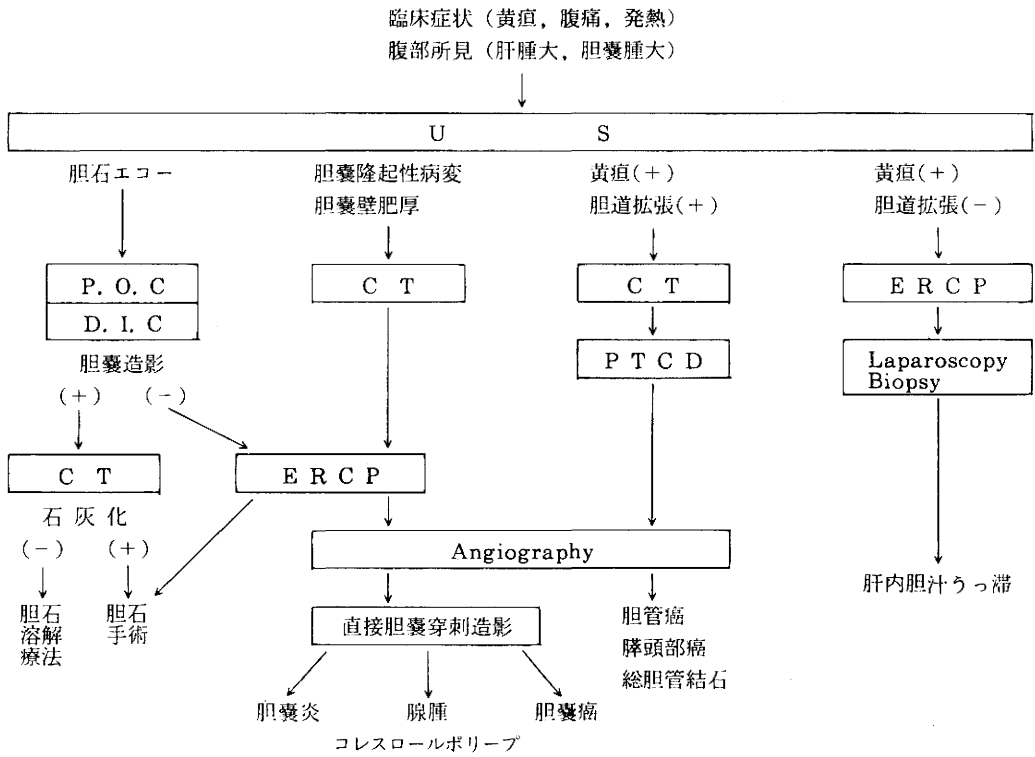 臨床症状 (黄疸, 腹痛, 発熱)
腹部所見 (肝腫大, 胆嚢腫大)
U S
胆石エコー
胆嚢隆起性病変
胆嚢壁肥厚
黄疸(+)
胆道拡張(+)
黄疸(+)
胆道拡張(-)
P. O. C
D. I. C
C T
C T
E R C P
P T C D
Laparoscopy
Biopsy
胆嚢造影
(+) (-)
C T
E R C P
石灰化
(-) (+)
Angiography
胆石
溶解
療法
胆石
手術
直接胆嚢穿刺造影
胆管癌
膵頭部癌
総胆管結石
肝内胆汁うっ滞
胆嚢炎
腺腫
胆嚢癌
コレスロールポリープ